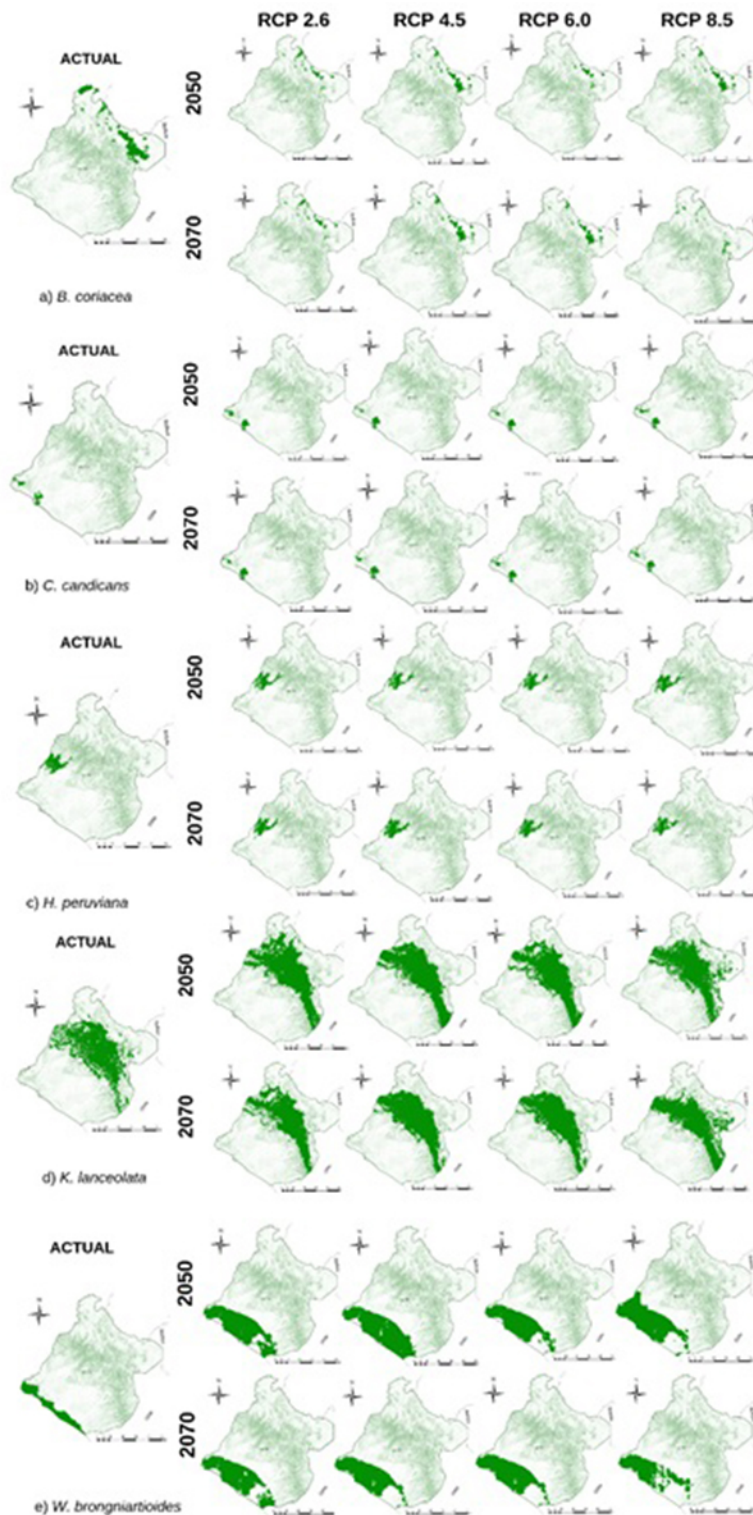 RCP 2.6 RCP 4.5 RCP 6.0 RCP 8.5
ACTUAL
2050
2070
a) B. coriacea
ACTUAL
2050
2070
b) C. candicans
ACTUAL
2050
2070
c) H. peruviana
ACTUAL
2050
2070
d) K. lanceolata
ACTUAL
2050
2070
e) W. brongniartioides